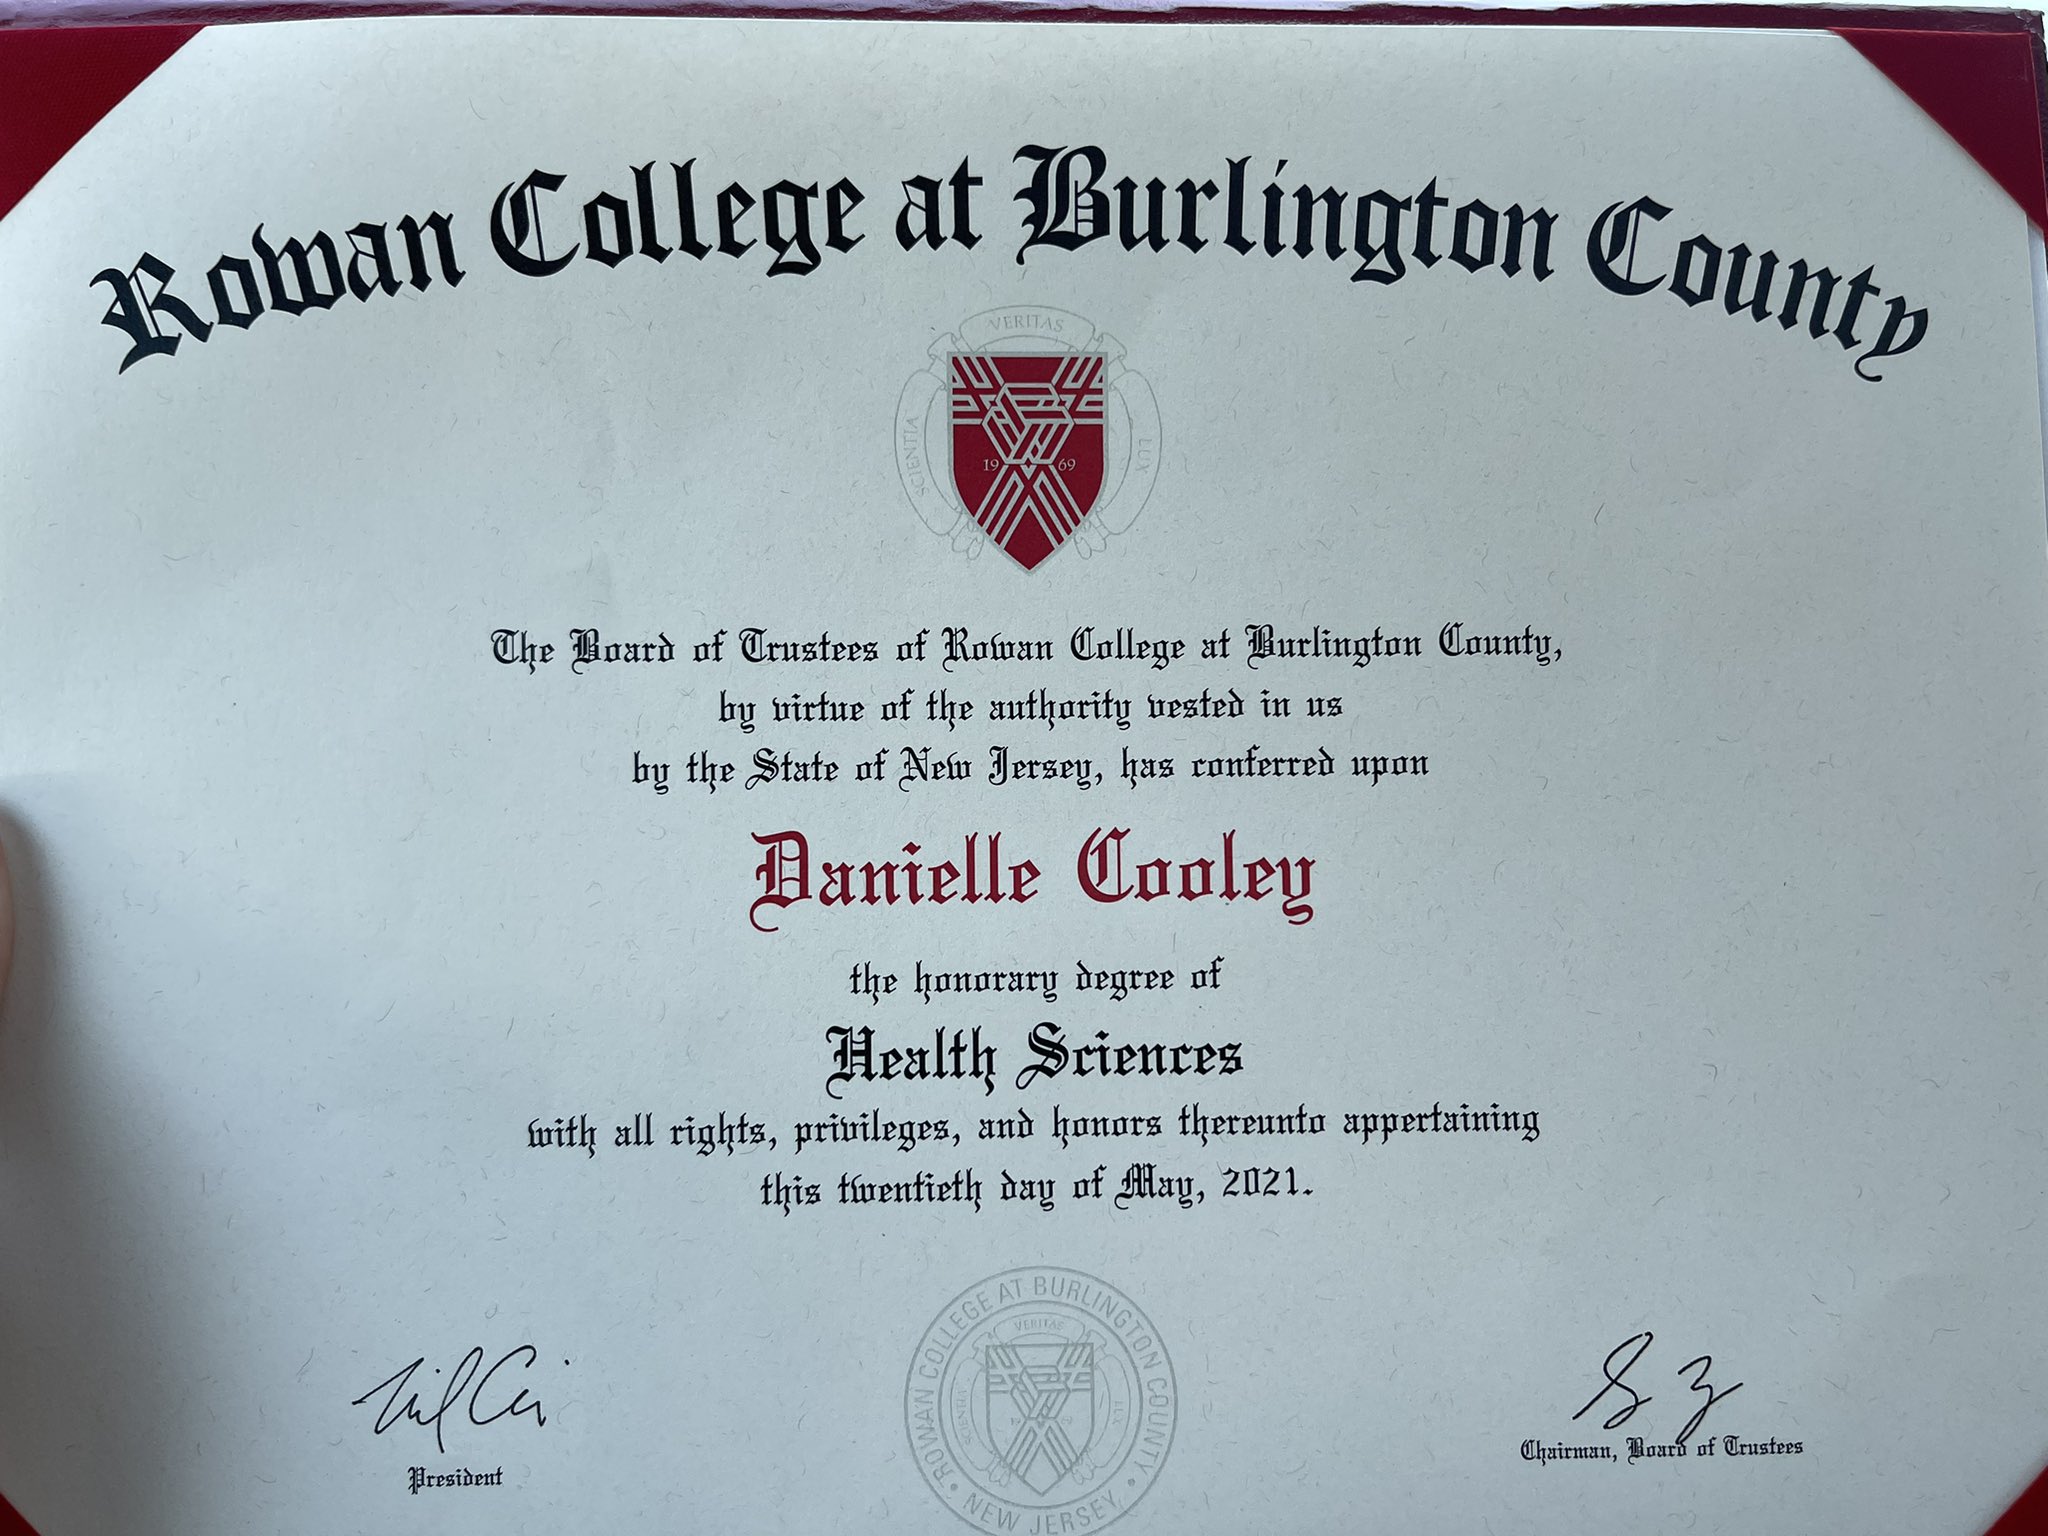 Rowan College at Burlington County
VERITAS
SCIENTIA
LUX
19 69
The Board of Trustees of Rowan College at Burlington County,
by virtue of the authority vested in us
by the State of New Jersey, has conferred upon
Danielle Cooley
the honorary degree of
Health Sciences
with all rights, privileges, and honors thereunto appertaining
this twentieth day of May, 2021.
ROWAN COLLEGE AT BURLINGTON COUNTY
NEW JERSEY
VERITAS
SCIENTIA
LUX
President
Chairman, Board of Trustees